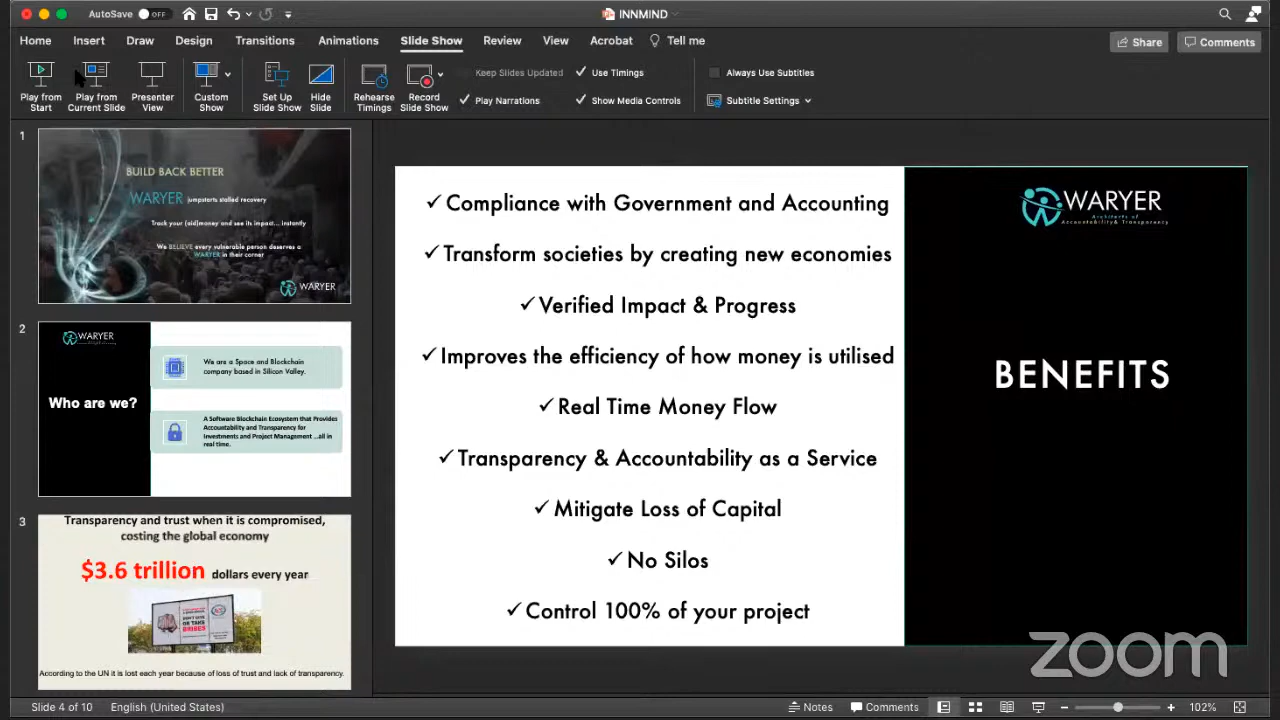 AutoSave OFF
INNMIND
Home Insert Draw Design Transitions Animations Slide Show Review View Acrobat Tell me
Share Comments
Play from Start
Play from Current Slide
Presenter View
Custom Show
Set Up Slide Show
Hide Slide
Rehearse Timings
Record Slide Show
Keep Slides Updated
Use Timings
Play Narrations
Show Media Controls
Always Use Subtitles
Subtitle Settings
1
BUILD BACK BETTER
WARYER jumpstarts stalled recovery
Track your (aid)money and see its impact... instantly
We BELIEVE every vulnerable person deserves a
WARYER in their corner
WARYER
2
WARYER
Who are we?
We are a Space and Blockchain
company based in Silicon Valley.
A Software Blockchain Ecosystem that Provides
Accountability and Transparency for
Investments and Project Management ...all in
real time.
3
Transparency and trust when it is compromised,
costing the global economy
$3.6 trillion dollars every year
BRIBES
According to the UN it is lost each year because of loss of trust and lack of transparency.
✓ Compliance with Government and Accounting
✓ Transform societies by creating new economies
✓ Verified Impact & Progress
✓ Improves the efficiency of how money is utilised
✓ Real Time Money Flow
✓ Transparency & Accountability as a Service
✓ Mitigate Loss of Capital
✓ No Silos
✓ Control 100% of your project
WARYER
Architects of
Accountability & Transparency
BENEFITS
zoom
Slide 4 of 10 English (United States)
Notes Comments 102%